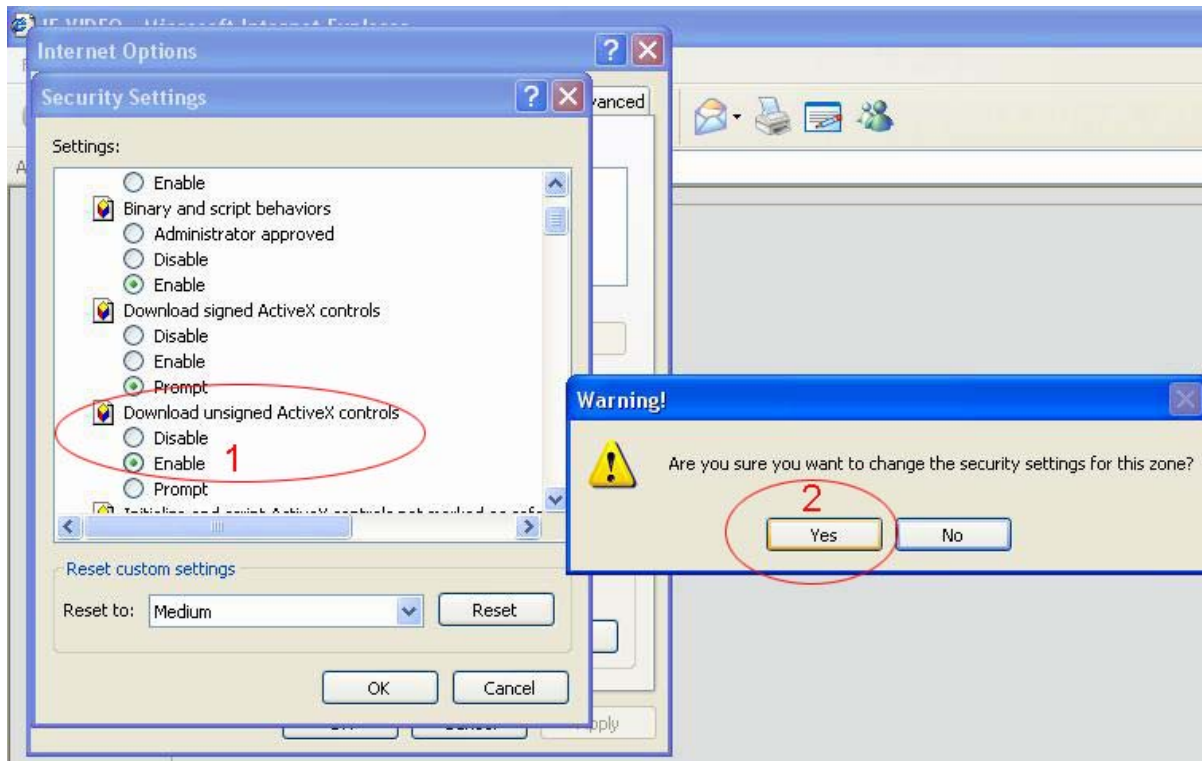 Internet Options
Security Settings
vanced
Settings:
Enable
Binary and script behaviors
Administrator approved
Disable
Enable
Download signed ActiveX controls
Disable
Enable
Prompt
Download unsigned ActiveX controls
Disable
Enable 1
Prompt
Warning!
Are you sure you want to change the security settings for this zone?
2
Yes No
Reset custom settings
Reset to: Medium Reset
OK Cancel